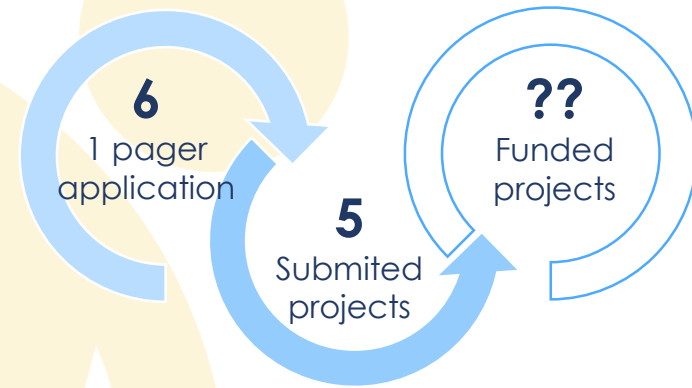 6
1 pager
application
5
Submited
projects
??
Funded
projects